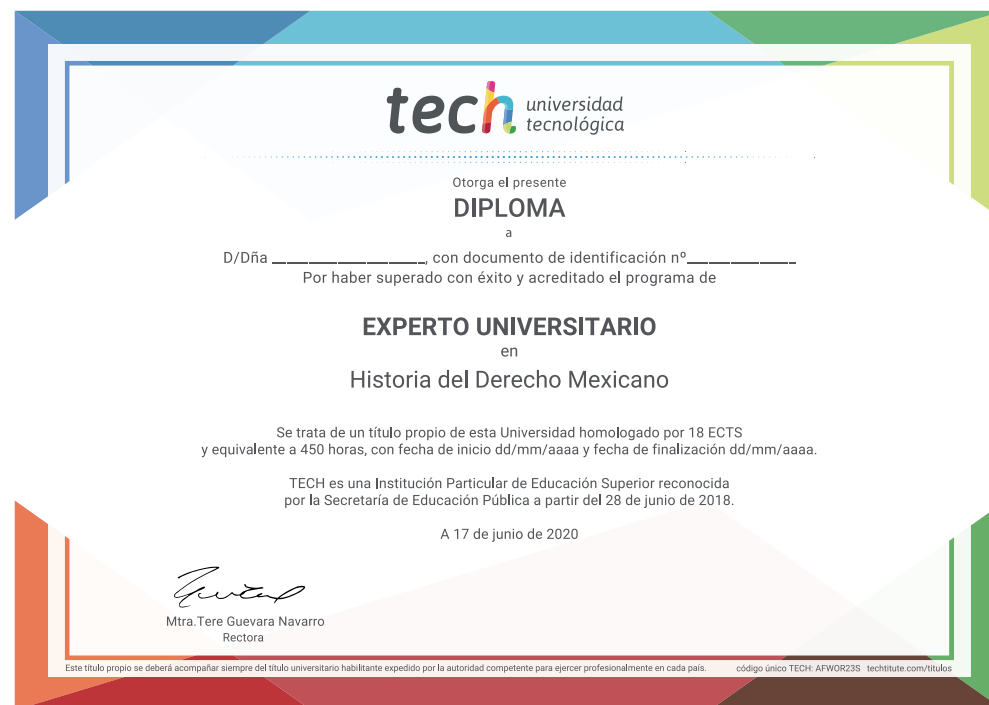 tech universidad
tecnológica
Otorga el presente
DIPLOMA
a
D/Dña ____________________, con documento de identificación nº______________
Por haber superado con éxito y acreditado el programa de
EXPERTO UNIVERSITARIO
en
Historia del Derecho Mexicano
Se trata de un título propio de esta Universidad homologado por 18 ECTS
y equivalente a 450 horas, con fecha de inicio dd/mm/aaaa y fecha de finalización dd/mm/aaaa.
TECH es una Institución Particular de Educación Superior reconocida
por la Secretaría de Educación Pública a partir del 28 de junio de 2018.
A 17 de junio de 2020
Mtra.Tere Guevara Navarro
Rectora
Este título propio se deberá acompañar siempre del título universitario habilitante expedido por la autoridad competente para ejercer profesionalmente en cada país. código único TECH: AFWOR23S techtitute.com/titulos